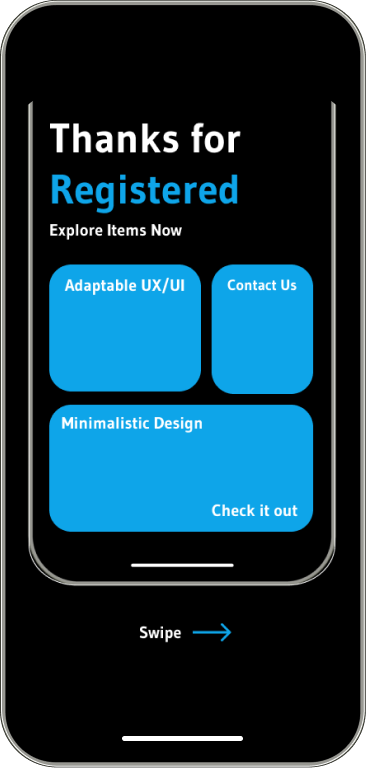 Thanks for
Registered
Explore Items Now
Adaptable UX/UI
Contact Us
Minimalistic Design
Check it out
Swipe